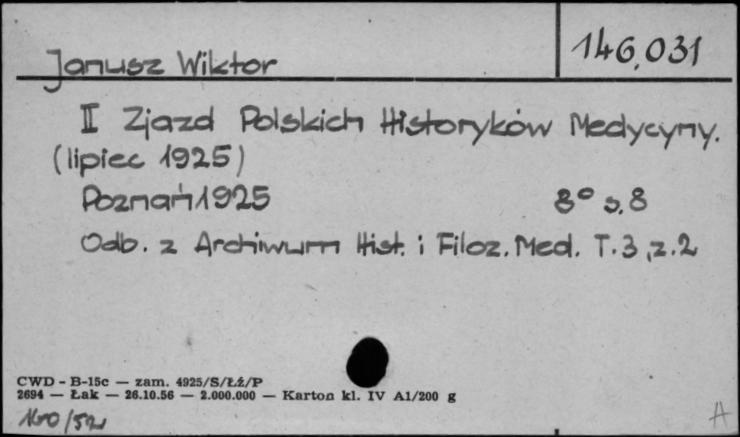 Janusz Wiktor
146,031
II Zjazd Polskich Historyków Medycyny.
(lipiec 1925)
Poznań 1925 8° s. 8
Odb. z Archiwum Hist. i Filoz. Med. T. 3, z. 2
CWD - B-15c — zam. 4925/S/Łź/P
2694 — Łak — 26.10.56 — 2.000.000 — Karton kl. IV A1/200 g
A